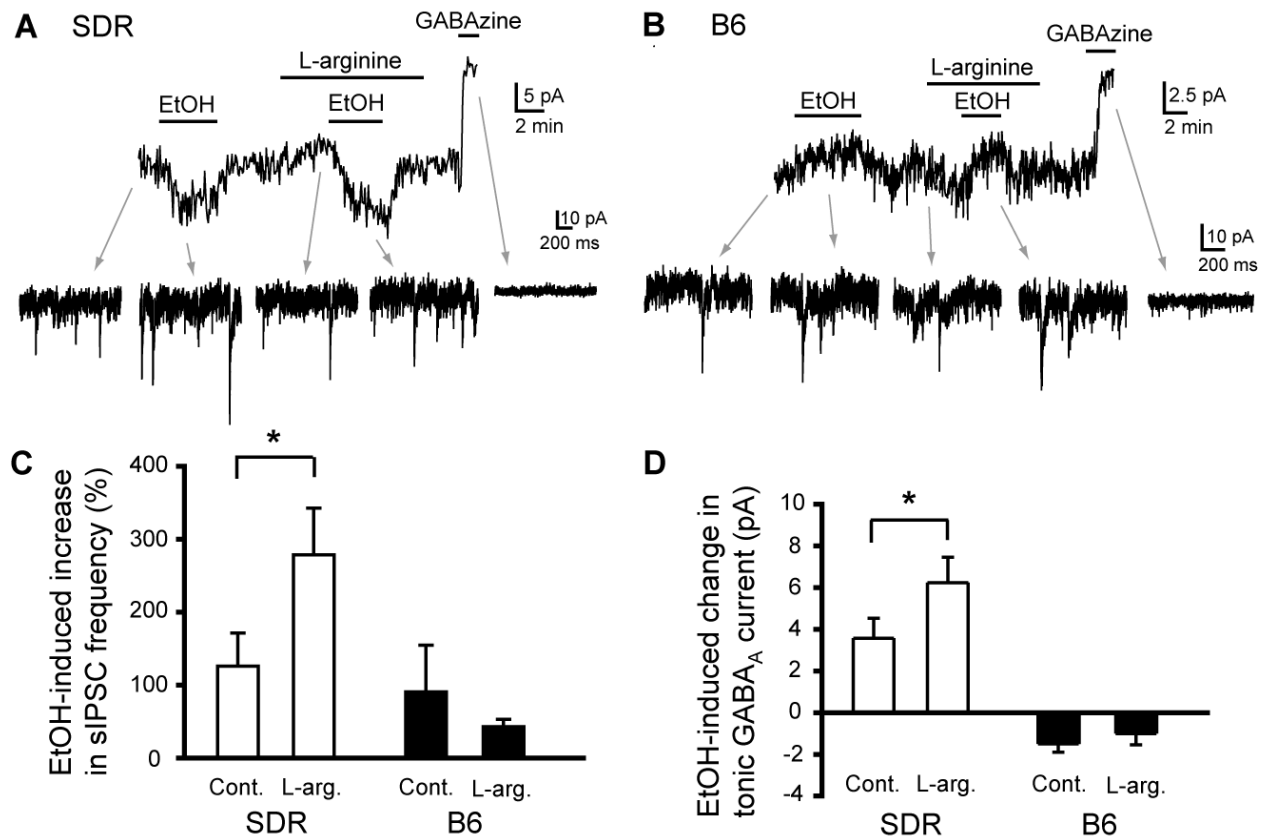 A SDR
GABAzine
L-arginine
EtOH
EtOH
5 pA
2 min
10 pA
200 ms
B B6
GABAzine
L-arginine
EtOH
EtOH
2.5 pA
2 min
10 pA
200 ms
C
EtOH-induced increase
in sIPSC frequency (%)
400
300
200
100
0
*
Cont. L-arg. Cont. L-arg.
SDR B6
D
EtOH-induced change in
tonic GABA_A current (pA)
10
8
6
4
2
0
-2
-4
*
Cont. L-arg. Cont. L-arg.
SDR B6